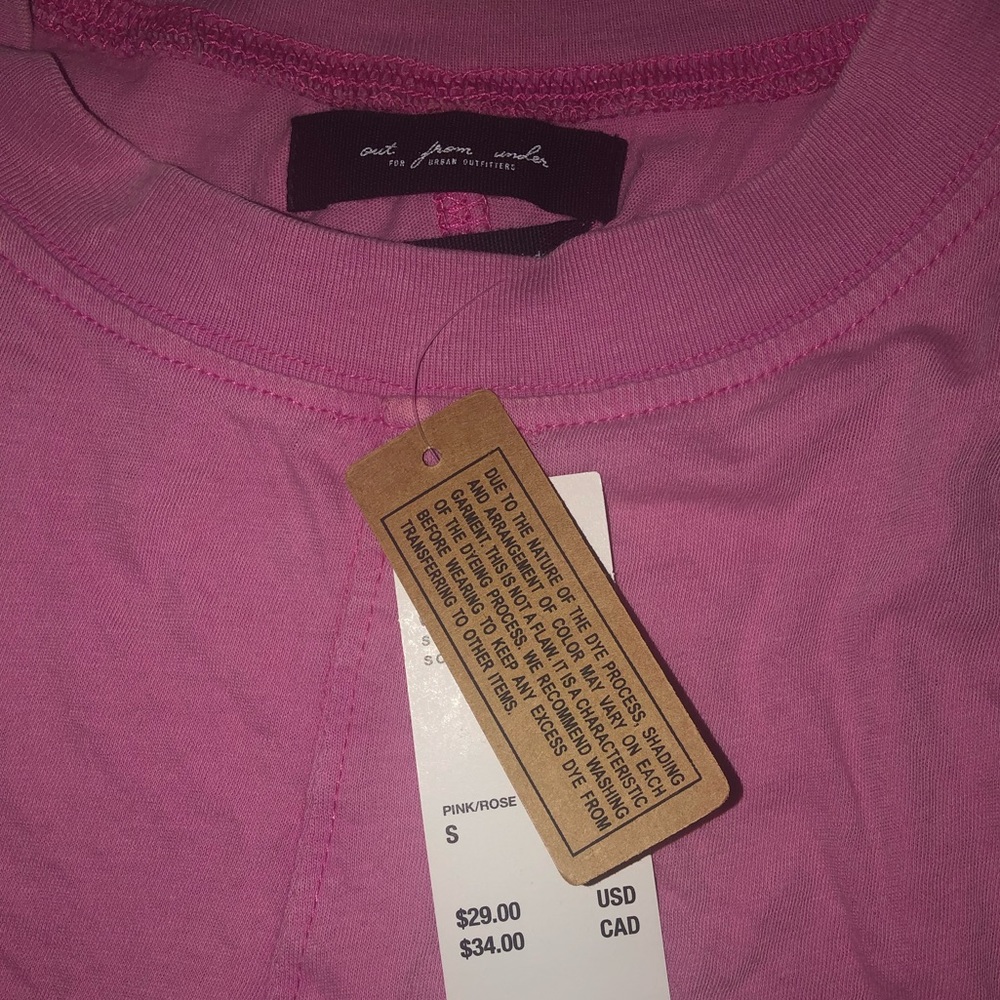 out from under
FOR URBAN OUTFITTERS
DUE TO THE NATURE OF THE DYE PROCESS, SHADING
AND ARRANGEMENT OF COLOR MAY VARY ON EACH
GARMENT. THIS IS NOT A FLAW. IT IS A CHARACTERISTIC
OF THE DYEING PROCESS. WE RECOMMEND WASHING
BEFORE WEARING TO KEEP ANY EXCESS DYE FROM
TRANSFERRING TO OTHER ITEMS.
PINK/ROSE
S
$29.00 USD
$34.00 CAD